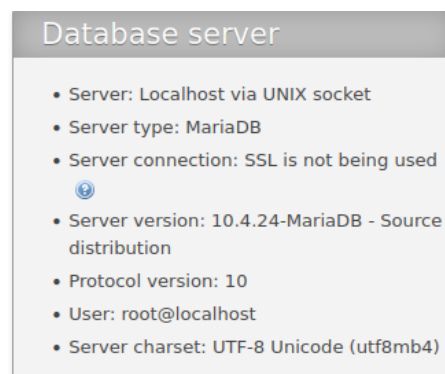 Database server
• Server: Localhost via UNIX socket
• Server type: MariaDB
• Server connection: SSL is not being used
• Server version: 10.4.24-MariaDB - Source
distribution
• Protocol version: 10
• User: root@localhost
• Server charset: UTF-8 Unicode (utf8mb4)